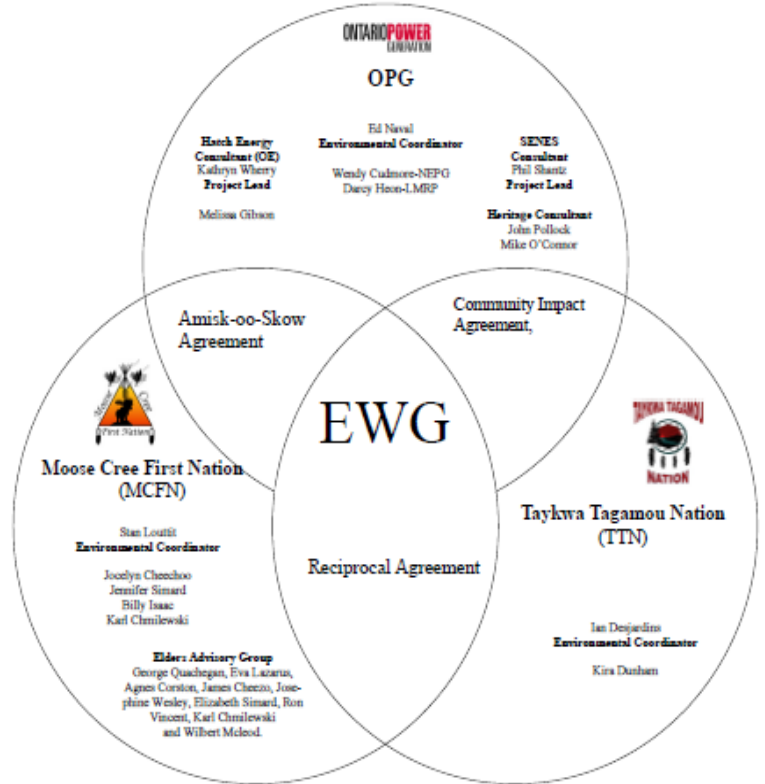 ONTARIOPOWER
GENERATION
OPG
Ed Naval
Environmental Coordinator
Wendy Cudmore-NEPG
Darcy Heon-LMRP
Hatch Energy
Consultant (OE)
Kathryn Wherry
Project Lead
Melissa Gibson
SENES
Consultant
Phil Shantz
Project Lead
Heritage Consultant
John Pollock
Mike O'Connor
Amisk-oo-Skow
Agreement
Community Impact
Agreement,
EWG
Reciprocal Agreement
Moose Cree
First Nation
Moose Cree First Nation
(MCFN)
Stan Louttit
Environmental Coordinator
Jocelyn Cheechoo
Jennifer Simard
Billy Isaac
Karl Chmilewski
Elders Advisory Group
George Quachegan, Eva Lazarus,
Agnes Corston, James Cheezo, Jose-
phine Wesley, Elizabeth Simard, Ron
Vincent, Karl Chmilewski
and Wilbert Mcleod.
TAYKWA TAGAMOU
NATION
Taykwa Tagamou Nation
(TTN)
Ian Desjardins
Environmental Coordinator
Kira Dunham